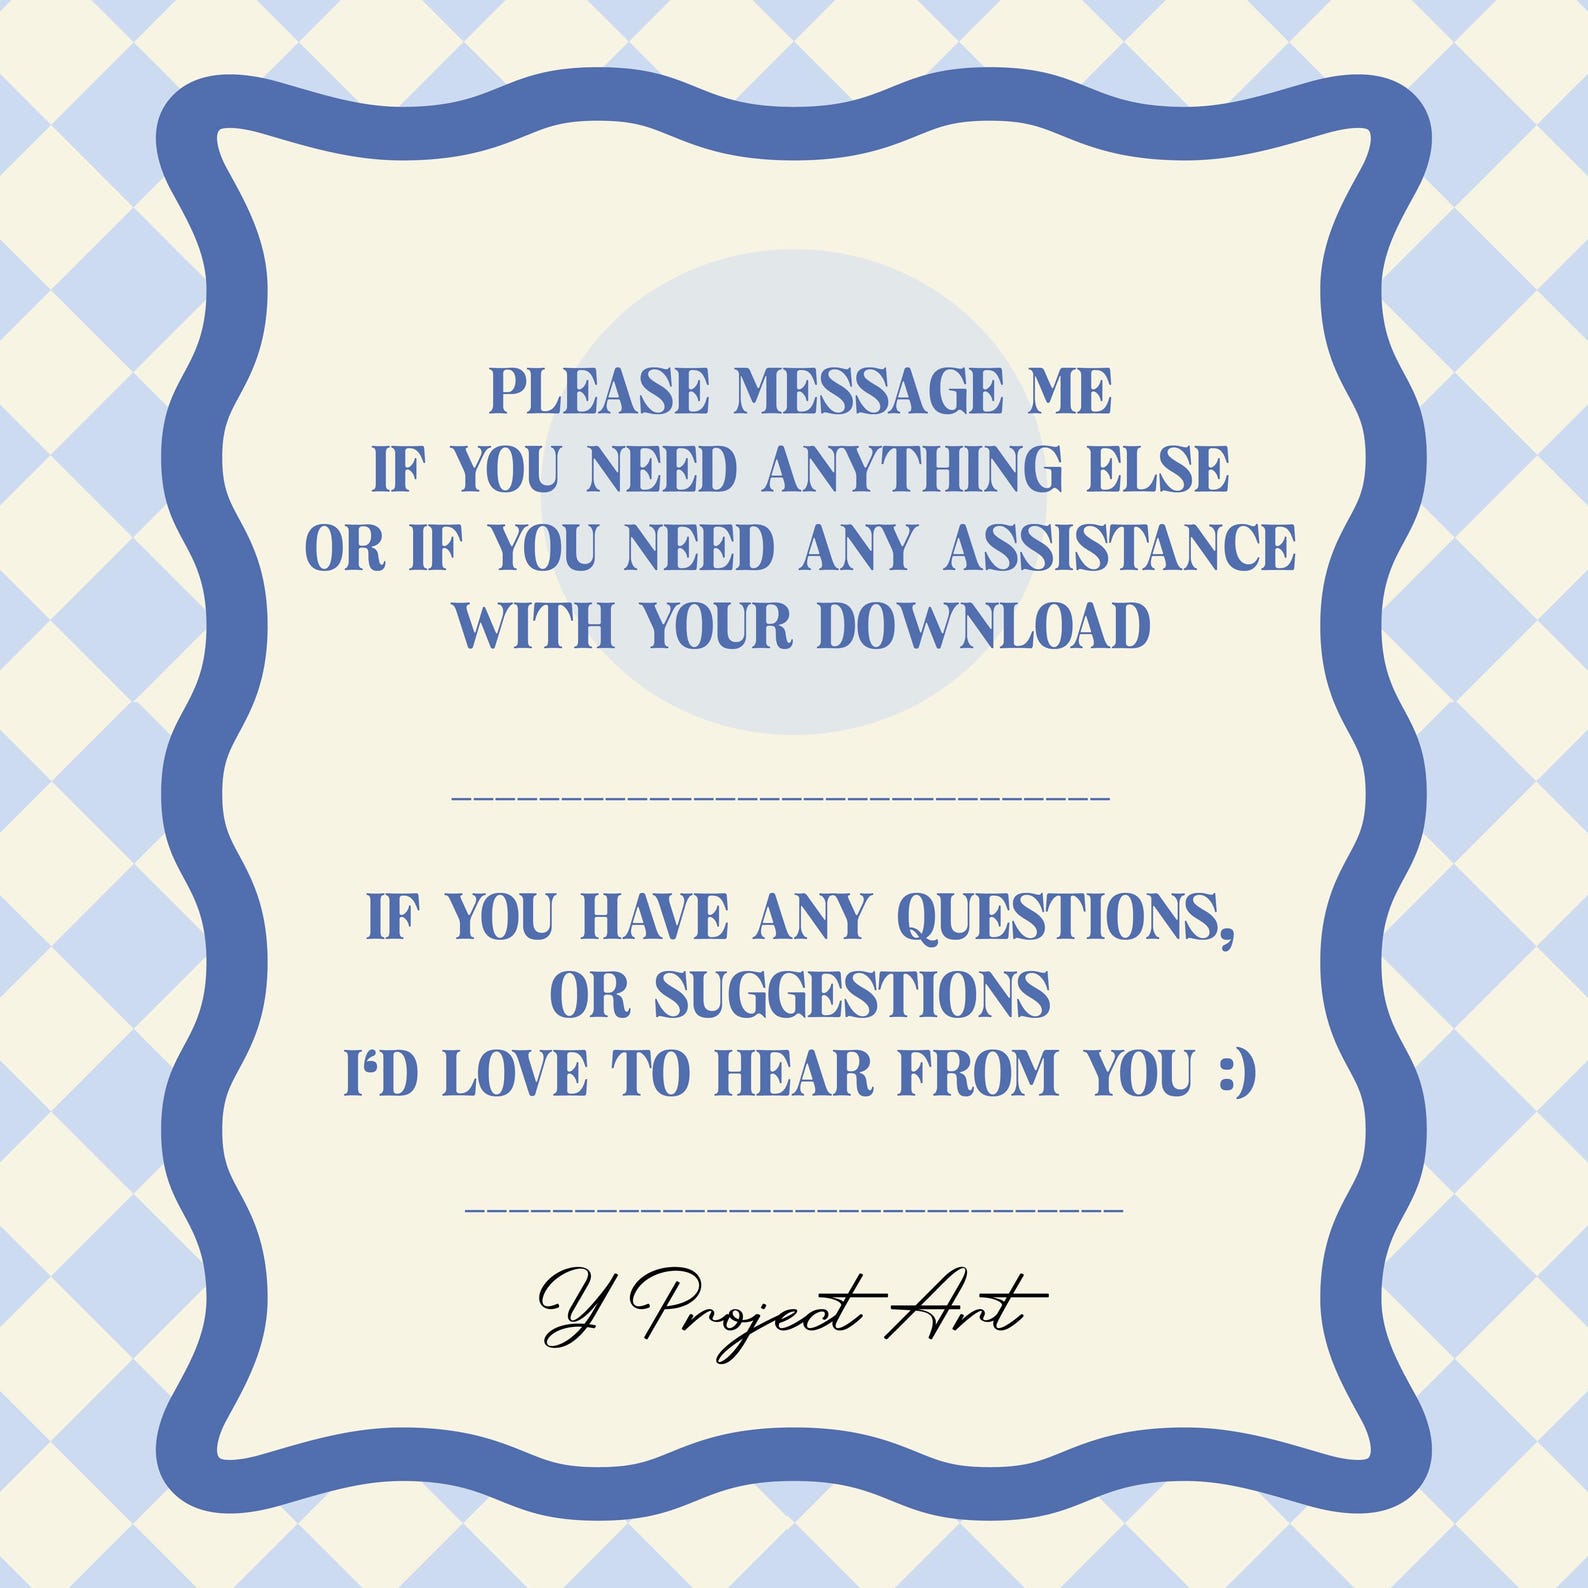 PLEASE MESSAGE ME
IF YOU NEED ANYTHING ELSE
OR IF YOU NEED ANY ASSISTANCE
WITH YOUR DOWNLOAD
IF YOU HAVE ANY QUESTIONS,
OR SUGGESTIONS
I‘D LOVE TO HEAR FROM YOU :)
Y Project Art